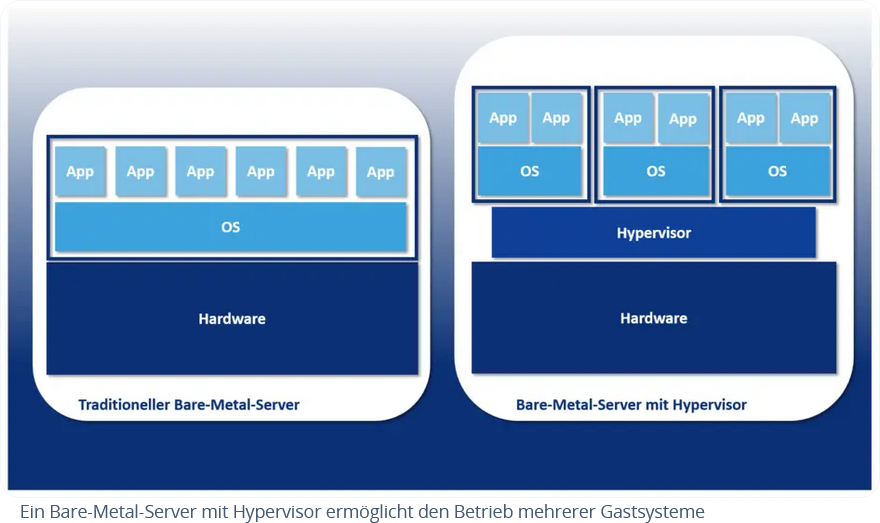 App App App App App App
OS
Hardware
Traditioneller Bare-Metal-Server
App App App App App App
OS OS OS
Hypervisor
Hardware
Bare-Metal-Server mit Hypervisor
Ein Bare-Metal-Server mit Hypervisor ermöglicht den Betrieb mehrerer Gastsysteme